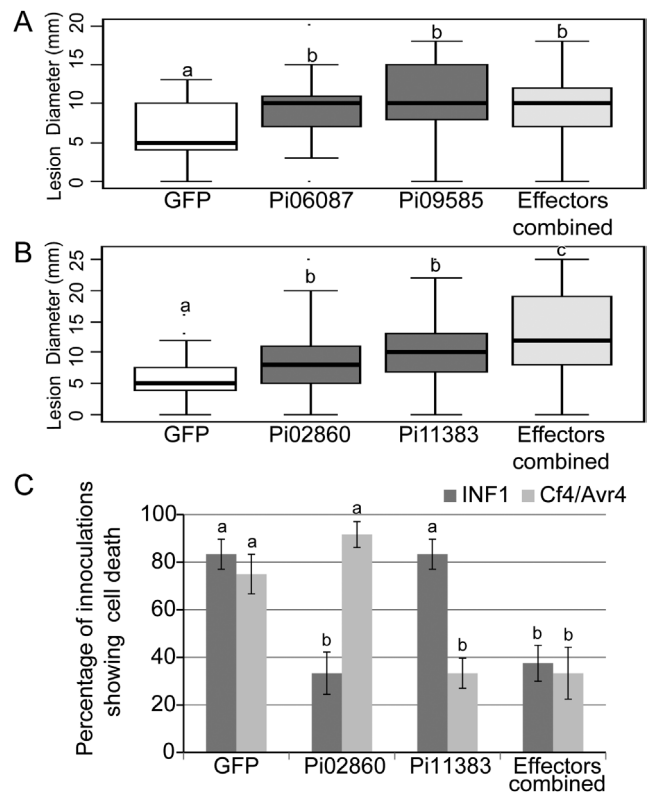 A
Lesion Diameter (mm)
20
15
10
5
0
a
b
b
b
GFP
Pi06087
Pi09585
Effectors
combined
B
Lesion Diameter (mm)
25
20
15
10
5
0
a
b
b
c
GFP
Pi02860
Pi11383
Effectors
combined
C
INF1
Cf4/Avr4
Percentage of innoculations
showing cell death
100
80
60
40
20
0
a
a
b
a
a
b
b
b
GFP
Pi02860
Pi11383
Effectors
combined